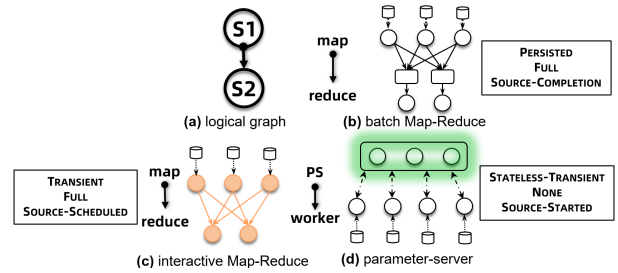 S1
S2
(a) logical graph
map
reduce
(b) batch Map-Reduce
PERSISTED
FULL
SOURCE-COMPLETION
TRANSIENT
FULL
SOURCE-SCHEDULED
map
reduce
(c) interactive Map-Reduce
PS
worker
(d) parameter-server
STATELESS-TRANSIENT
NONE
SOURCE-STARTED